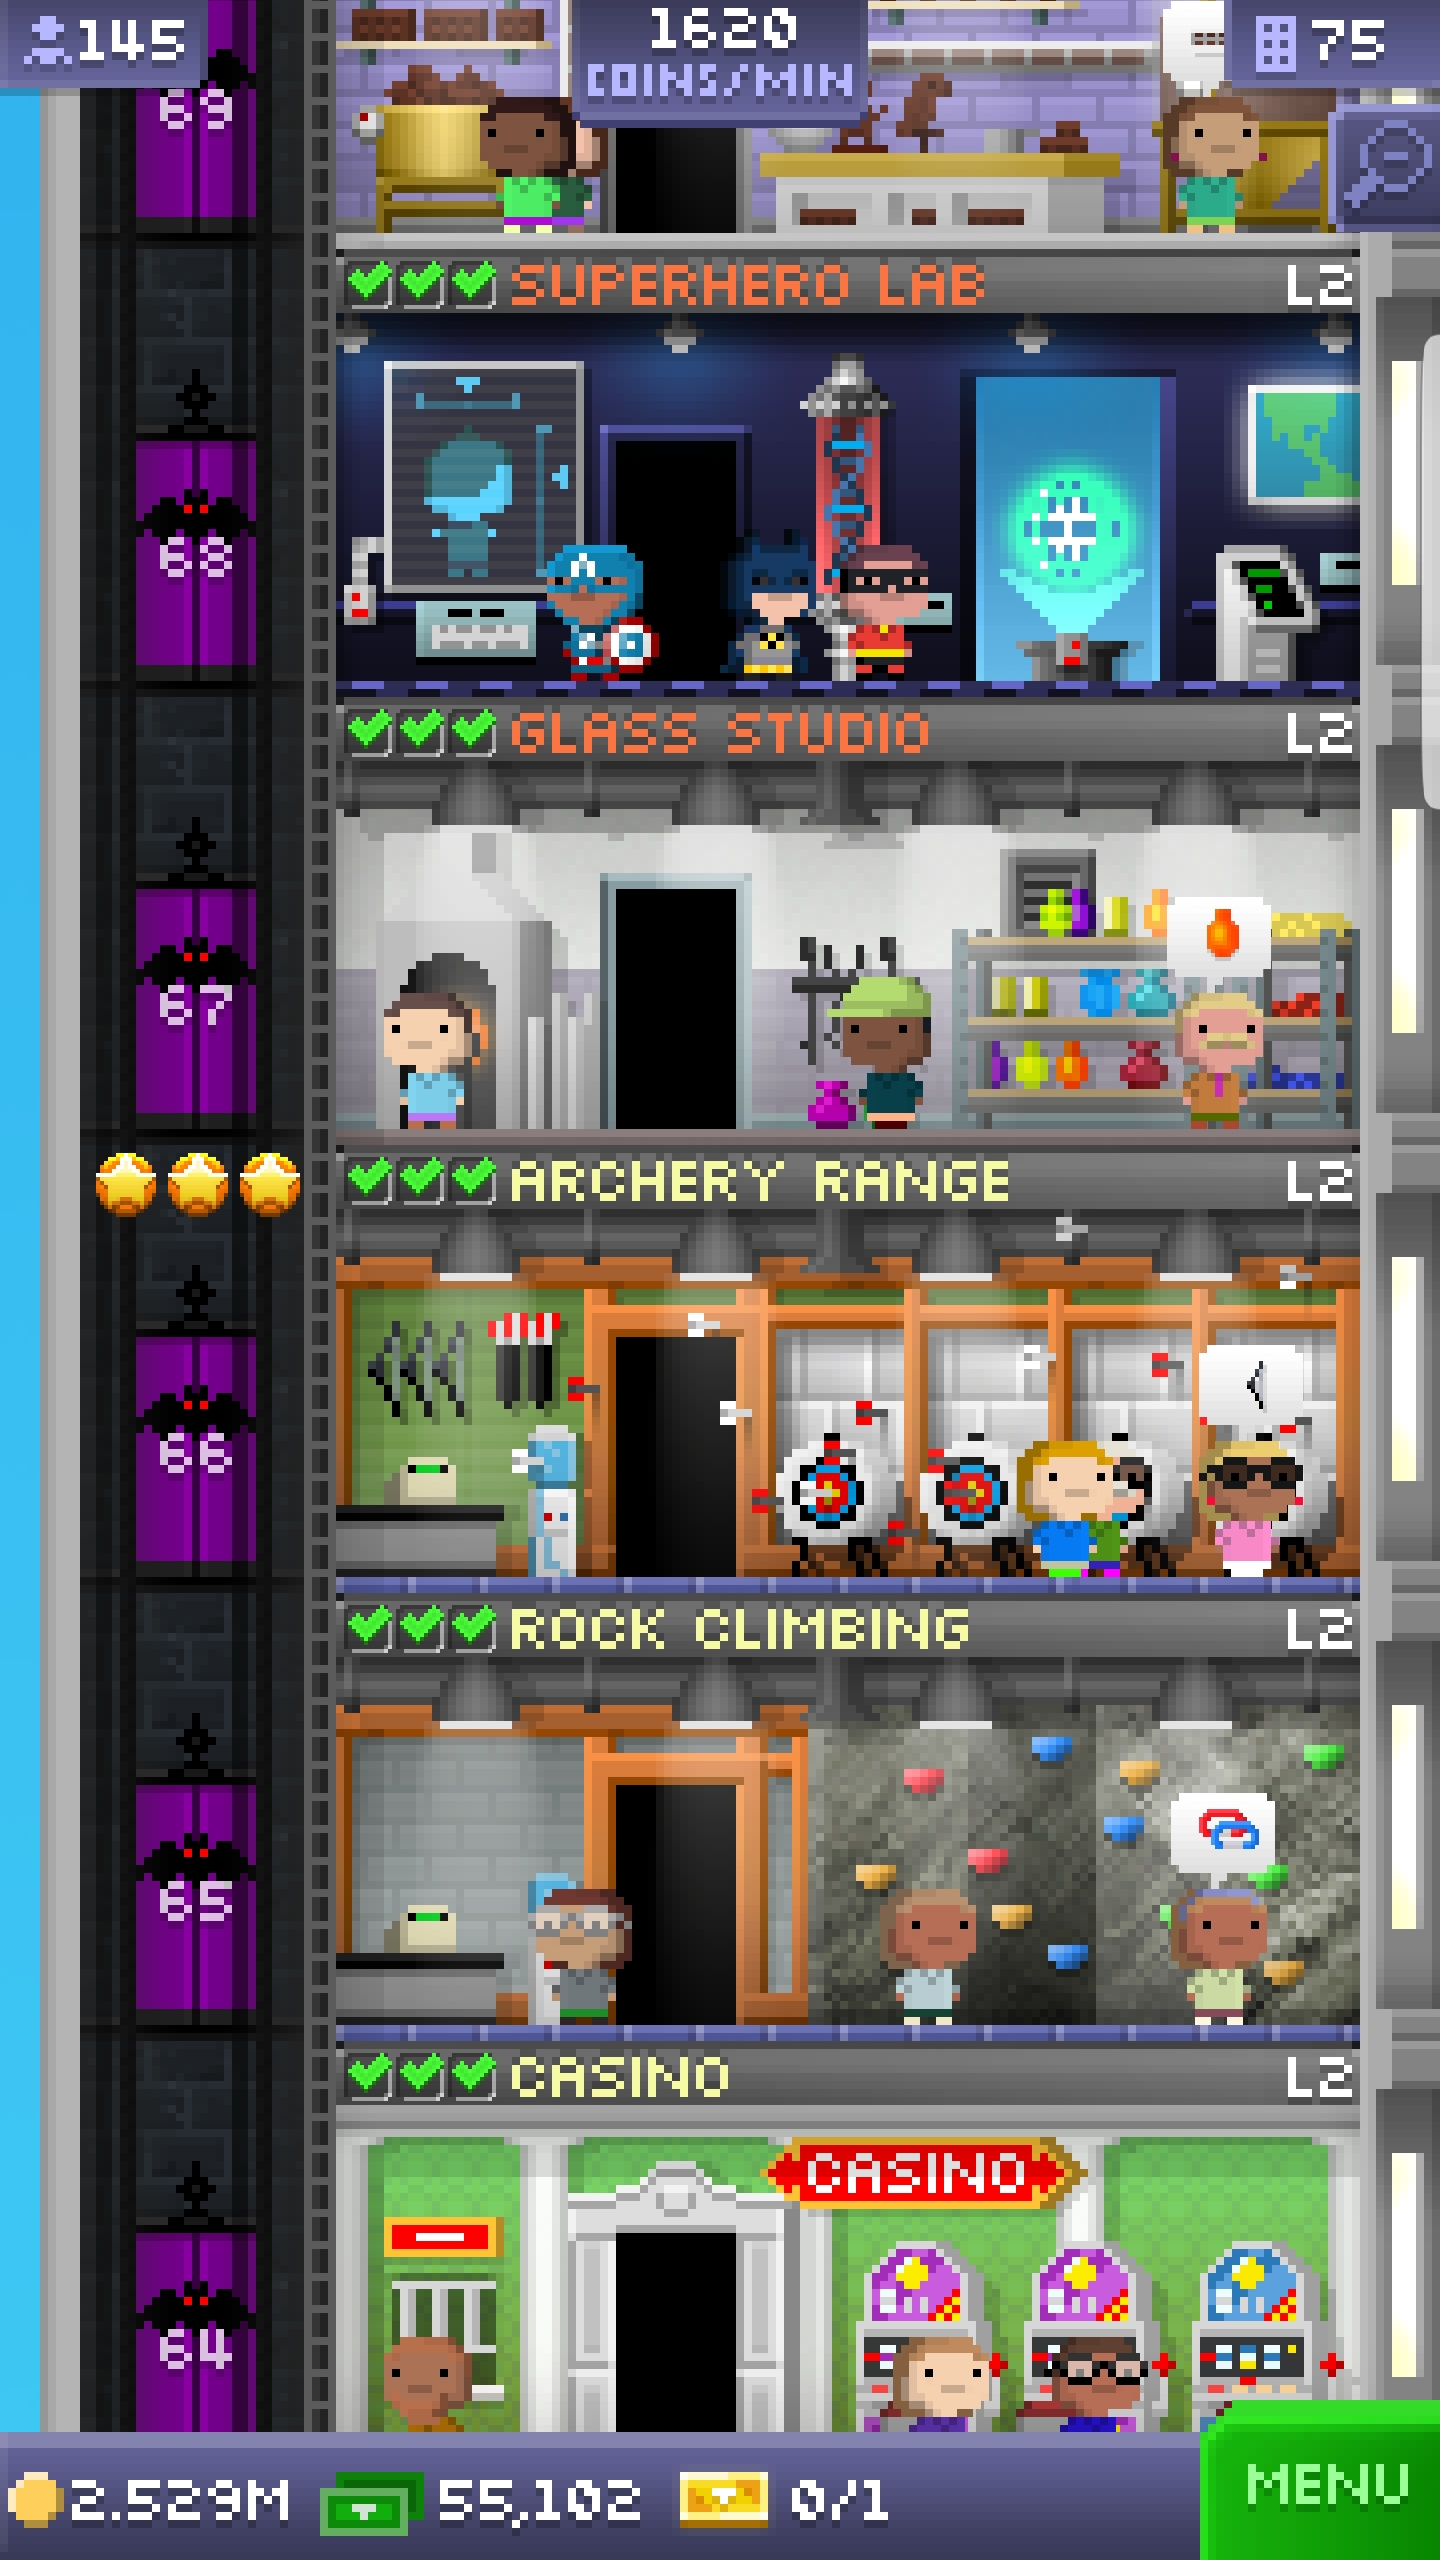 145
1620
COINS/MIN
75
69
SUPERHERO LAB L2
68
GLASS STUDIO L2
67
ARCHERY RANGE L2
66
ROCK CLIMBING L2
65
CASINO L2
CASINO
64
2.529M 55,102 0/1 MENU